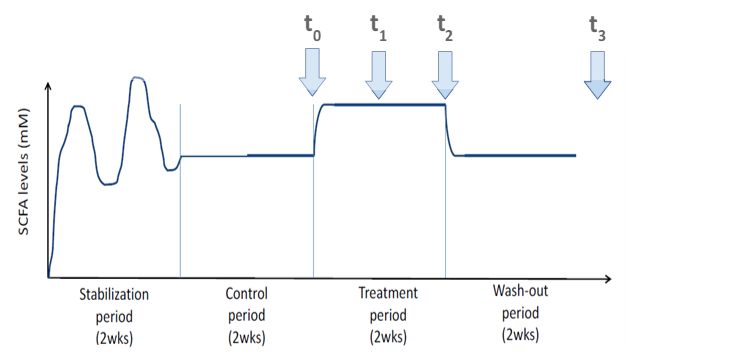 t0 t1 t2 t3
SCFA levels (mM)
Stabilization
period
(2wks)
Control
period
(2wks)
Treatment
period
(2wks)
Wash-out
period
(2wks)